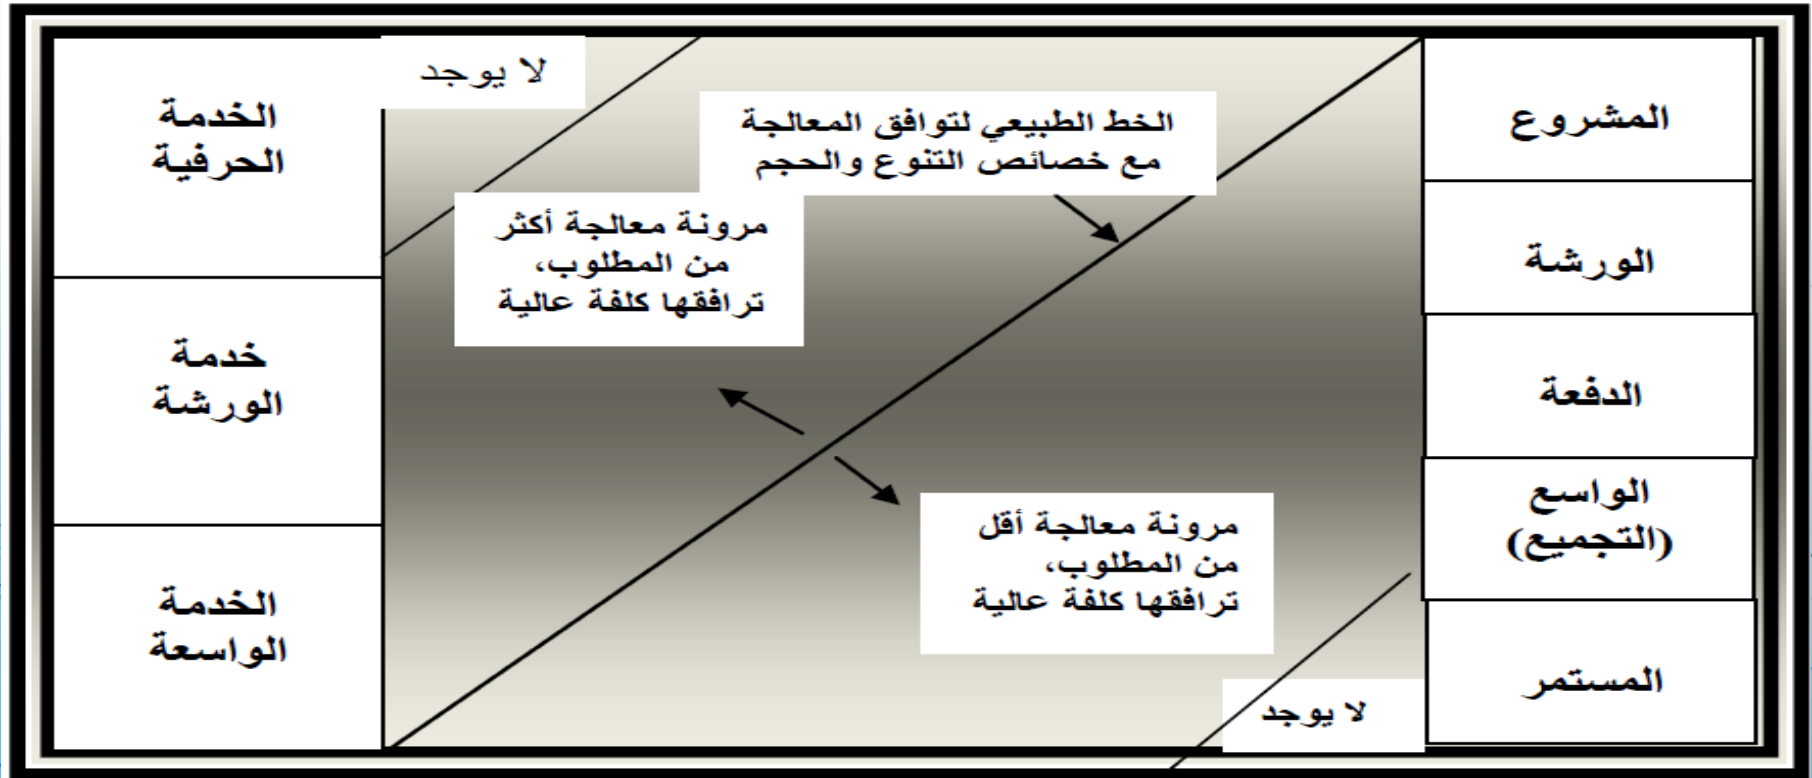 المشروع
الورشة
الدفعة
الواسع
(التجميع)
المستمر
الخط الطبيعي لتوافق المعالجة
مع خصائص التنوع والحجم
لا يوجد
مرونة معالجة أكثر
من المطلوب،
ترافقها كلفة عالية
مرونة معالجة أقل
من المطلوب،
ترافقها كلفة عالية
لا يوجد
الخدمة
الحرفية
خدمة
الورشة
الخدمة
الواسعة